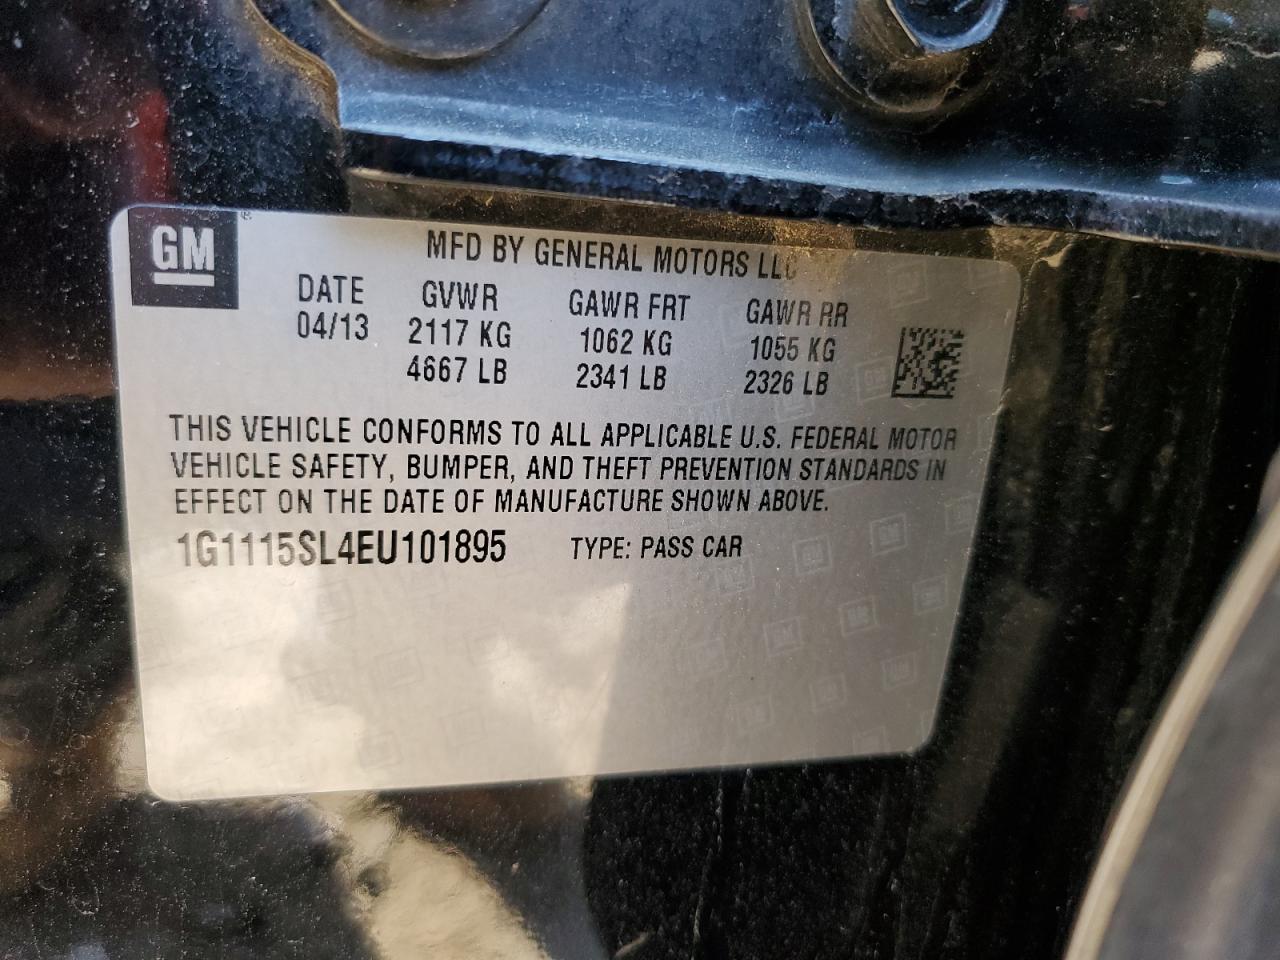 GM ®
MFD BY GENERAL MOTORS LLC
DATE GVWR GAWR FRT GAWR RR
04/13 2117 KG 1062 KG 1055 KG
4667 LB 2341 LB 2326 LB
THIS VEHICLE CONFORMS TO ALL APPLICABLE U.S. FEDERAL MOTOR
VEHICLE SAFETY, BUMPER, AND THEFT PREVENTION STANDARDS IN
EFFECT ON THE DATE OF MANUFACTURE SHOWN ABOVE.
1G1115SL4EU101895 TYPE: PASS CAR